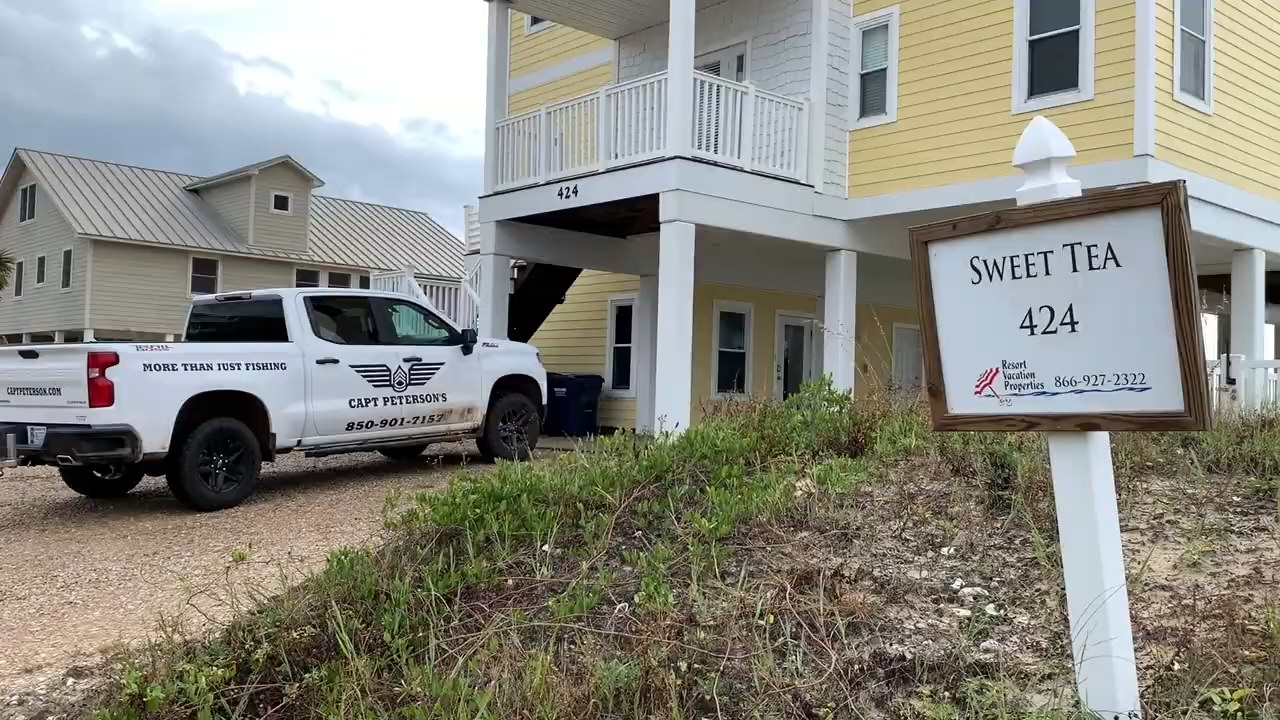 424
SWEET TEA
424
Resort
Vacation
Properties 866-927-2322
MORE THAN JUST FISHING
CAPT PETERSON'S
850-901-7157
CAPTPETERSON.COM